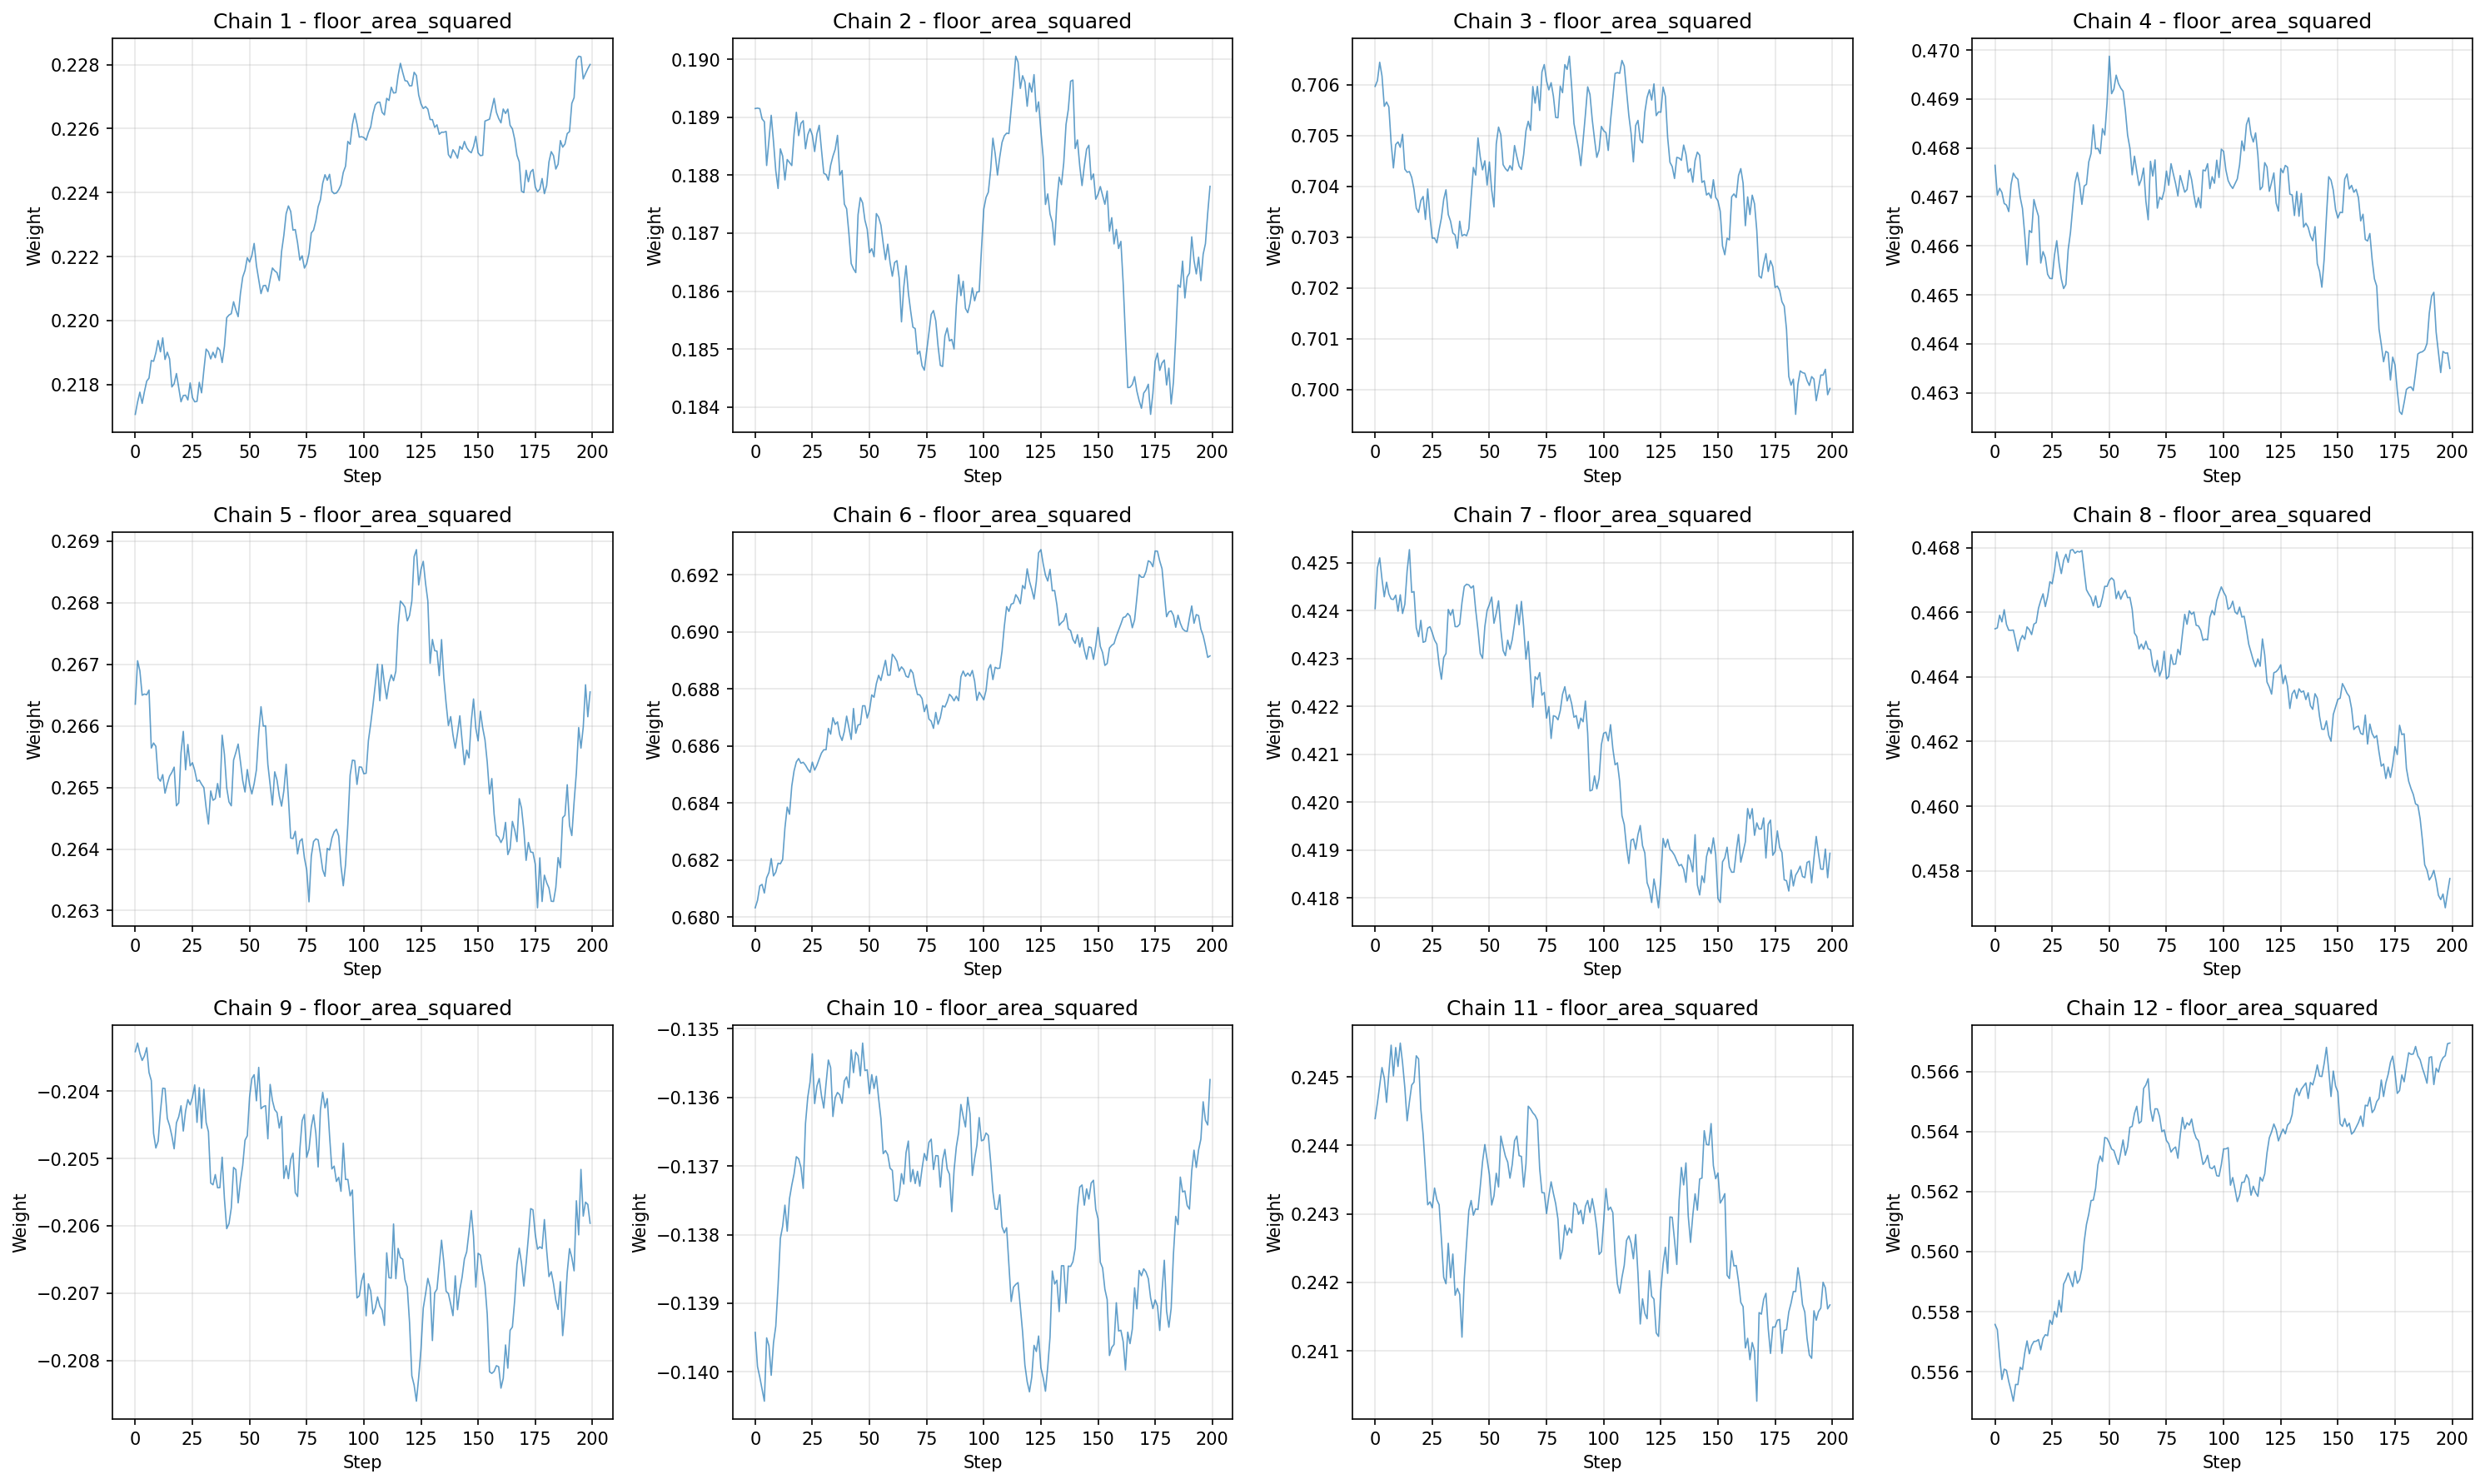 Chain 1 - floor_area_squared
0.228
0.226
0.224
0.222
0.220
0.218
Weight
0 25 50 75 100 125 150 175 200
Step
Chain 2 - floor_area_squared
0.190
0.189
0.188
0.187
0.186
0.185
0.184
Weight
0 25 50 75 100 125 150 175 200
Step
Chain 3 - floor_area_squared
0.706
0.705
0.704
0.703
0.702
0.701
0.700
Weight
0 25 50 75 100 125 150 175 200
Step
Chain 4 - floor_area_squared
0.470
0.469
0.468
0.467
0.466
0.465
0.464
0.463
Weight
0 25 50 75 100 125 150 175 200
Step
Chain 5 - floor_area_squared
0.269
0.268
0.267
0.266
0.265
0.264
0.263
Weight
0 25 50 75 100 125 150 175 200
Step
Chain 6 - floor_area_squared
0.692
0.690
0.688
0.686
0.684
0.682
0.680
Weight
0 25 50 75 100 125 150 175 200
Step
Chain 7 - floor_area_squared
0.425
0.424
0.423
0.422
0.421
0.420
0.419
0.418
Weight
0 25 50 75 100 125 150 175 200
Step
Chain 8 - floor_area_squared
0.468
0.466
0.464
0.462
0.460
0.458
Weight
0 25 50 75 100 125 150 175 200
Step
Chain 9 - floor_area_squared
−0.204
−0.205
−0.206
−0.207
−0.208
Weight
0 25 50 75 100 125 150 175 200
Step
Chain 10 - floor_area_squared
−0.135
−0.136
−0.137
−0.138
−0.139
−0.140
Weight
0 25 50 75 100 125 150 175 200
Step
Chain 11 - floor_area_squared
0.245
0.244
0.243
0.242
0.241
Weight
0 25 50 75 100 125 150 175 200
Step
Chain 12 - floor_area_squared
0.566
0.564
0.562
0.560
0.558
0.556
Weight
0 25 50 75 100 125 150 175 200
Step